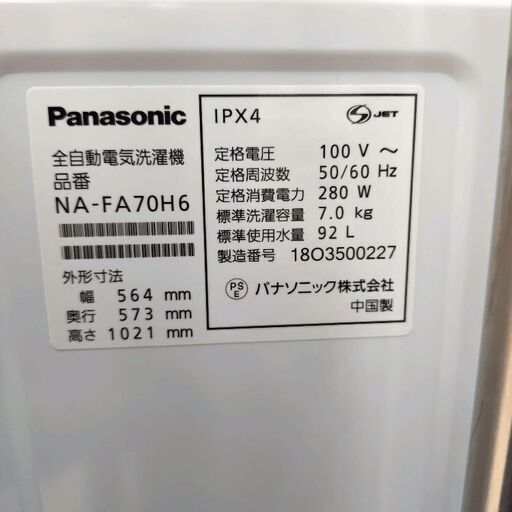 Panasonic
全自動電気洗濯機
品番
NA-FA70H6
外形寸法
幅 564 mm
奥行 573 mm
高さ 1021 mm
IPX4
S JET
定格電圧 100 V ～
定格周波数 50/60 Hz
定格消費電力 280 W
標準洗濯容量 7.0 kg
標準使用水量 92 L
製造番号 18O3500227
PS E パナソニック株式会社
中国製